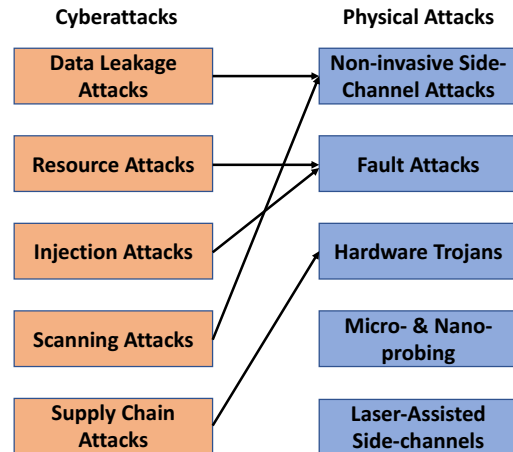 Cyberattacks
Physical Attacks
Data Leakage
Attacks
Non-invasive Side-
Channel Attacks
Resource Attacks
Fault Attacks
Injection Attacks
Hardware Trojans
Scanning Attacks
Micro- & Nano-
probing
Supply Chain
Attacks
Laser-Assisted
Side-channels